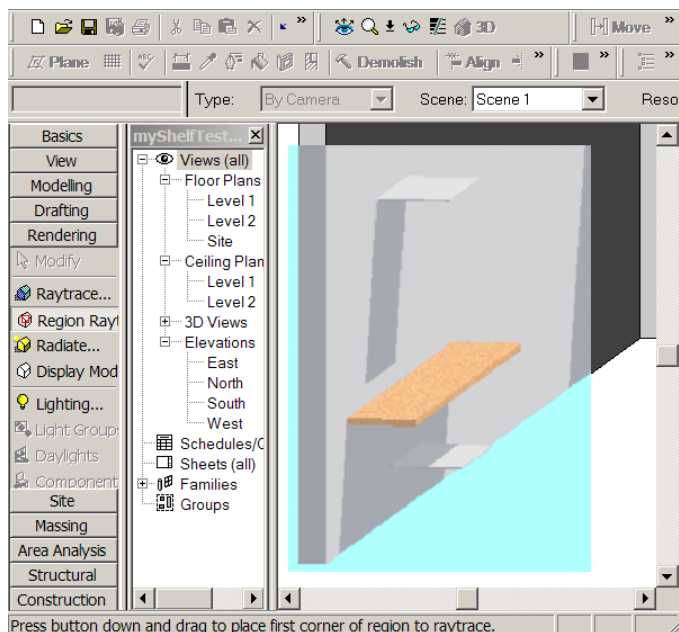 3D Move »
Plane ABC Demolish Align » »
Type: By Camera Scene: Scene 1 Reso
Basics
View
Modelling
Drafting
Rendering
Modify
Raytrace...
Region Rayt
Radiate...
Display Mod
Lighting...
Light Group
Daylights
Component
Site
Massing
Area Analysis
Structural
Construction
myShelfTest...
Views (all)
Floor Plans
Level 1
Level 2
Site
Ceiling Plan
Level 1
Level 2
3D Views
Elevations
East
North
South
West
Schedules/Q
Sheets (all)
Families
Groups
Press button down and drag to place first corner of region to raytrace.